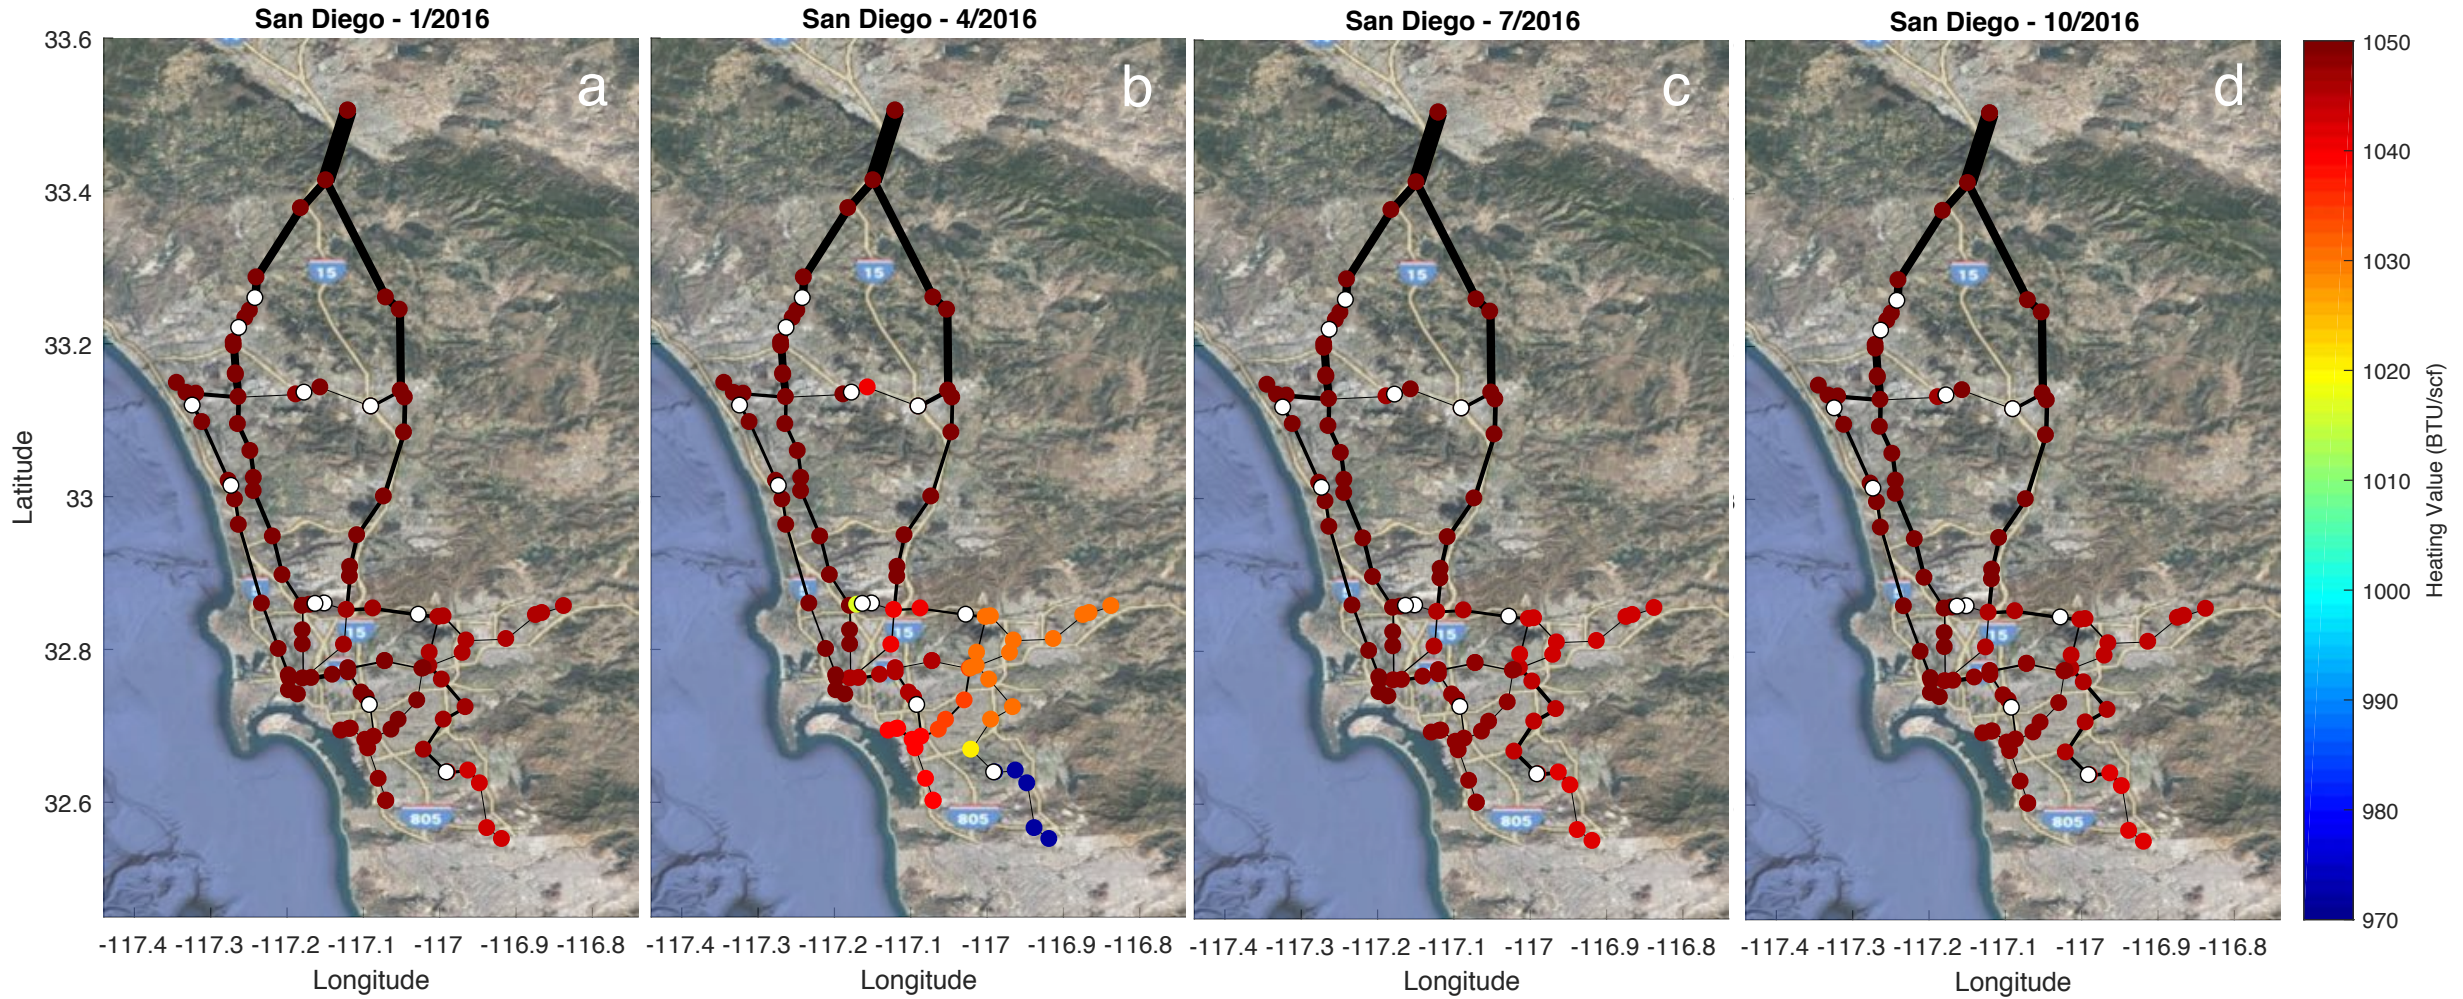 San Diego - 1/2016
San Diego - 4/2016
San Diego - 7/2016
San Diego - 10/2016
a
b
c
d
33.6
33.4
33.2
33
32.8
32.6
Latitude
15
15
805
15
15
805
15
15
805
15
15
805
-117.4 -117.3 -117.2 -117.1 -117 -116.9 -116.8
-117.4 -117.3 -117.2 -117.1 -117 -116.9 -116.8
-117.4 -117.3 -117.2 -117.1 -117 -116.9 -116.8
-117.4 -117.3 -117.2 -117.1 -117 -116.9 -116.8
Longitude
Longitude
Longitude
Longitude
1050
1040
1030
1020
1010
1000
990
980
970
Heating Value (BTU/scf)